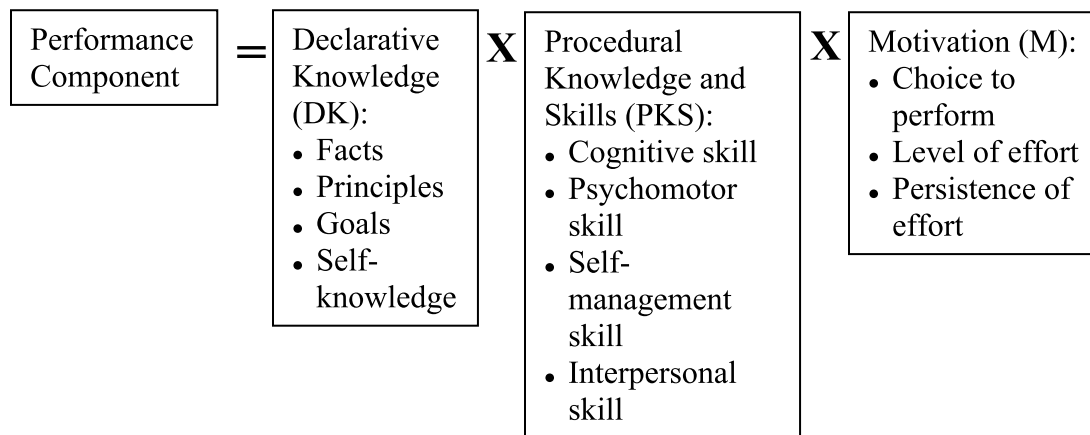 Performance
Component
=
Declarative
Knowledge
(DK):
• Facts
• Principles
• Goals
• Self-
knowledge
X
Procedural
Knowledge and
Skills (PKS):
• Cognitive skill
• Psychomotor
skill
• Self-
management
skill
• Interpersonal
skill
X
Motivation (M):
• Choice to
perform
• Level of effort
• Persistence of
effort